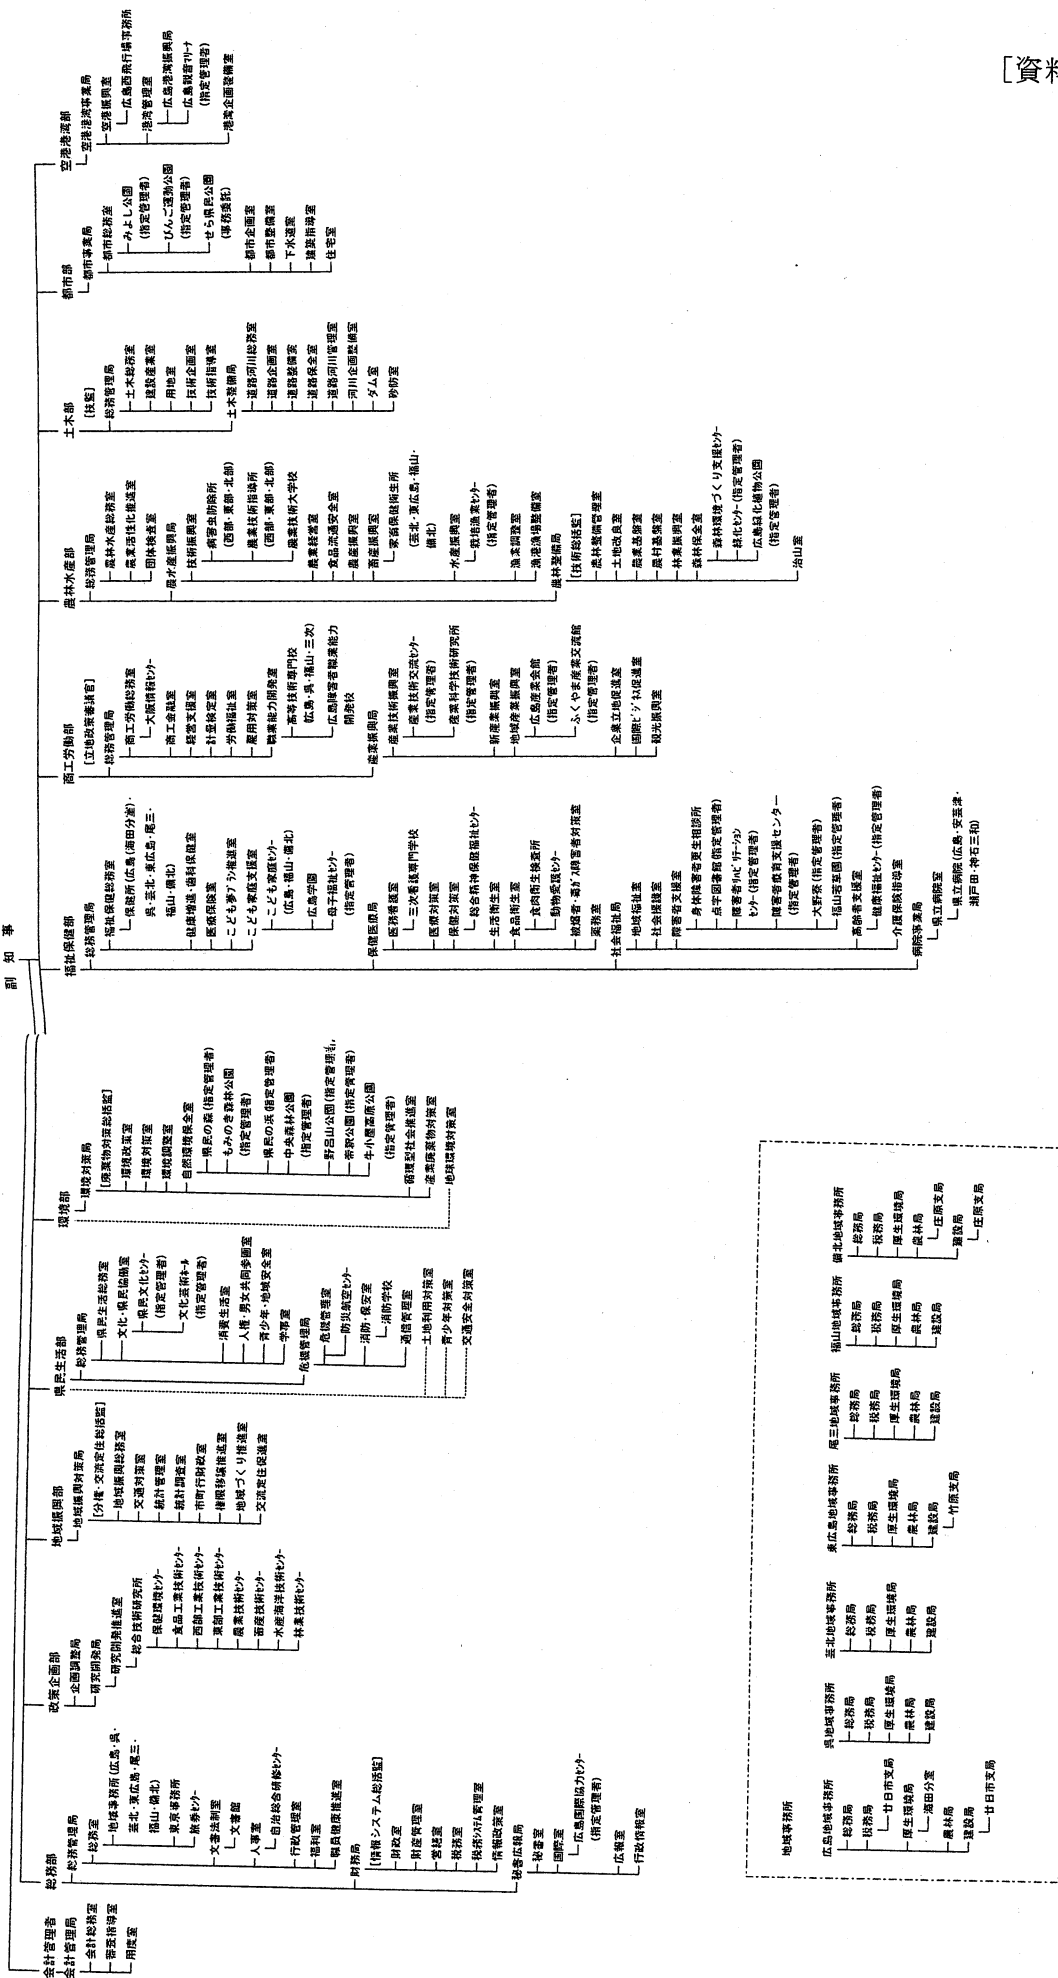 [資料
副 知 事
会計管理者
会計管理局
会計総務室
審査指導室
用度室
総務部
総務管理局
総務室
地域事務所(広島・呉・
芸北・東広島・尾三・
福山・備北)
東京事務所
旅券センター
文書法制室
文書館
人事室
自治総合研修センター
行政管理室
福利室
職員健康推進室
財務局
[情報システム総括監]
財政室
財産管理室
営繕室
税務室
税務システム管理室
情報政策室
秘書広報局
秘書室
国際室
広島国際協力センター
(指定管理者)
広報室
行政情報室
政策企画部
企画調整局
研究開発局
研究開発推進室
総合技術研究所
保健環境センター
食品工業技術センター
西部工業技術センター
東部工業技術センター
農業技術センター
畜産技術センター
水産海洋技術センター
林業技術センター
地域振興部
地域振興対策局
[分権・交流定住総括監]
地域振興総務室
交通対策室
統計管理室
統計調査室
市町行財政室
権限移譲推進室
地域づくり推進室
交流定住促進室
県民生活部
総務管理局
県民生活総務室
文化・県民協働室
県民文化センター
(指定管理者)
文化芸術ホール
(指定管理者)
消費生活室
人権・男女共同参画室
青少年・地域安全室
学事室
危機管理局
危機管理室
防災航空センター
消防・保安室
消防学校
通信管理室
土地利用対策室
青少年対策室
交通安全対策室
環境部
環境対策局
[廃棄物対策総括監]
環境政策室
環境対策室
環境調整室
自然環境保全室
県民の森(指定管理者)
もみのき森林公園
(指定管理者)
県民の浜(指定管理者)
中央森林公園
(指定管理者)
野呂山公園(指定管理者)
帝釈公園(指定管理者)
牛小屋高原公園
(指定管理者)
循環型社会推進室
産業廃棄物対策室
地球環境対策室
福祉保健部
総務管理局
福祉保健総務室
保健所(広島(海田分室)・
呉・芸北・東広島・尾三・
福山・備北)
健康増進・歯科保健室
医療保険室
こども夢プラン推進室
こども家庭支援室
こども家庭センター
(広島・福山・備北)
広島学園
母子福祉センター
(指定管理者)
保健医療局
医務看護室
三次看護専門学校
医療対策室
保健対策室
総合精神保健福祉センター
生活衛生室
食品衛生室
食肉衛生検査所
動物愛護センター
被爆者・毒ガス障害者対策室
薬務室
社会福祉局
地域福祉室
社会援護室
障害者支援室
身体障害者更生相談所
点字図書館(指定管理者)
障害者リハビリテーション
センター(指定管理者)
障害者療育支援センター
(指定管理者)
大野寮(指定管理者)
福山若草園(指定管理者)
高齢者支援室
健康福祉センター(指定管理者)
介護保険指導室
病院事業局
県立病院室
県立病院(広島・安芸津・
瀬戸田・神石三和)
商工労働部
[立地政策審議官]
総務管理局
商工労働総務室
大阪情報センター
商工金融室
経営支援室
計量検定室
労働福祉室
雇用対策室
職業能力開発室
高等技術専門校
(広島・呉・福山・三次)
広島障害者職業能力
開発校
産業振興局
産業技術振興室
産業技術交流センター
(指定管理者)
産業科学技術研究所
(指定管理者)
新産業振興室
地域産業振興室
広島産業会館
(指定管理者)
ふくやま産業交流館
(指定管理者)
企業立地促進室
国際ビジネス促進室
観光振興室
農林水産部
総務管理局
農林水産総務室
農業活性化推進室
団体検査室
農水産振興局
技術振興室
病害虫防除所
(西部・東部・北部)
農業技術指導所
(西部・東部・北部)
農業技術大学校
農業経営室
食品流通安全室
農産振興室
畜産振興室
家畜保健衛生所
(芸北・東広島・福山・
備北)
水産振興室
栽培漁業センター
(指定管理者)
漁業調整室
漁港漁場整備室
農林整備局
[技術総括監]
農林整備管理室
土地改良室
農業基盤室
農村基盤室
林業振興室
森林保全室
森林環境づくり支援センター
緑化センター(指定管理者)
広島緑化植物公園
(指定管理者)
治山室
土木部
[技監]
総務管理局
土木総務室
建設産業室
用地室
技術企画室
技術指導室
土木整備局
道路河川総務室
道路企画室
道路整備室
道路保全室
道路河川管理室
河川企画整備室
ダム室
砂防室
都市部
都市事業局
都市総務室
みよし公園
(指定管理者)
びんご運動公園
(指定管理者)
せら県民公園
(事務委託)
都市企画室
都市整備室
下水道室
建築指導室
住宅室
空港港湾部
空港港湾事業局
空港振興室
広島西飛行場事務所
港湾管理室
広島港湾振興局
広島観音マリーナ
(指定管理者)
港湾企画整備室
地域事務所
広島地域事務所
総務局
税務局
廿日市支局
厚生環境局
海田分室
農林局
建設局
廿日市支局
呉地域事務所
総務局
税務局
厚生環境局
農林局
建設局
芸北地域事務所
総務局
税務局
厚生環境局
農林局
建設局
東広島地域事務所
総務局
税務局
厚生環境局
農林局
建設局
竹原支局
尾三地域事務所
総務局
税務局
厚生環境局
農林局
建設局
福山地域事務所
総務局
税務局
厚生環境局
農林局
建設局
備北地域事務所
総務局
税務局
厚生環境局
農林局
庄原支局
建設局
庄原支局